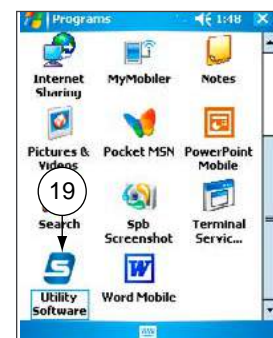 Programs 1:48
Internet
Sharing
MyMobiler
Notes
Pictures &
Videos
Pocket MSN
PowerPoint
Mobile
19
Search
Spb
Screenshot
Terminal
Servic...
Utility
Software
Word Mobile